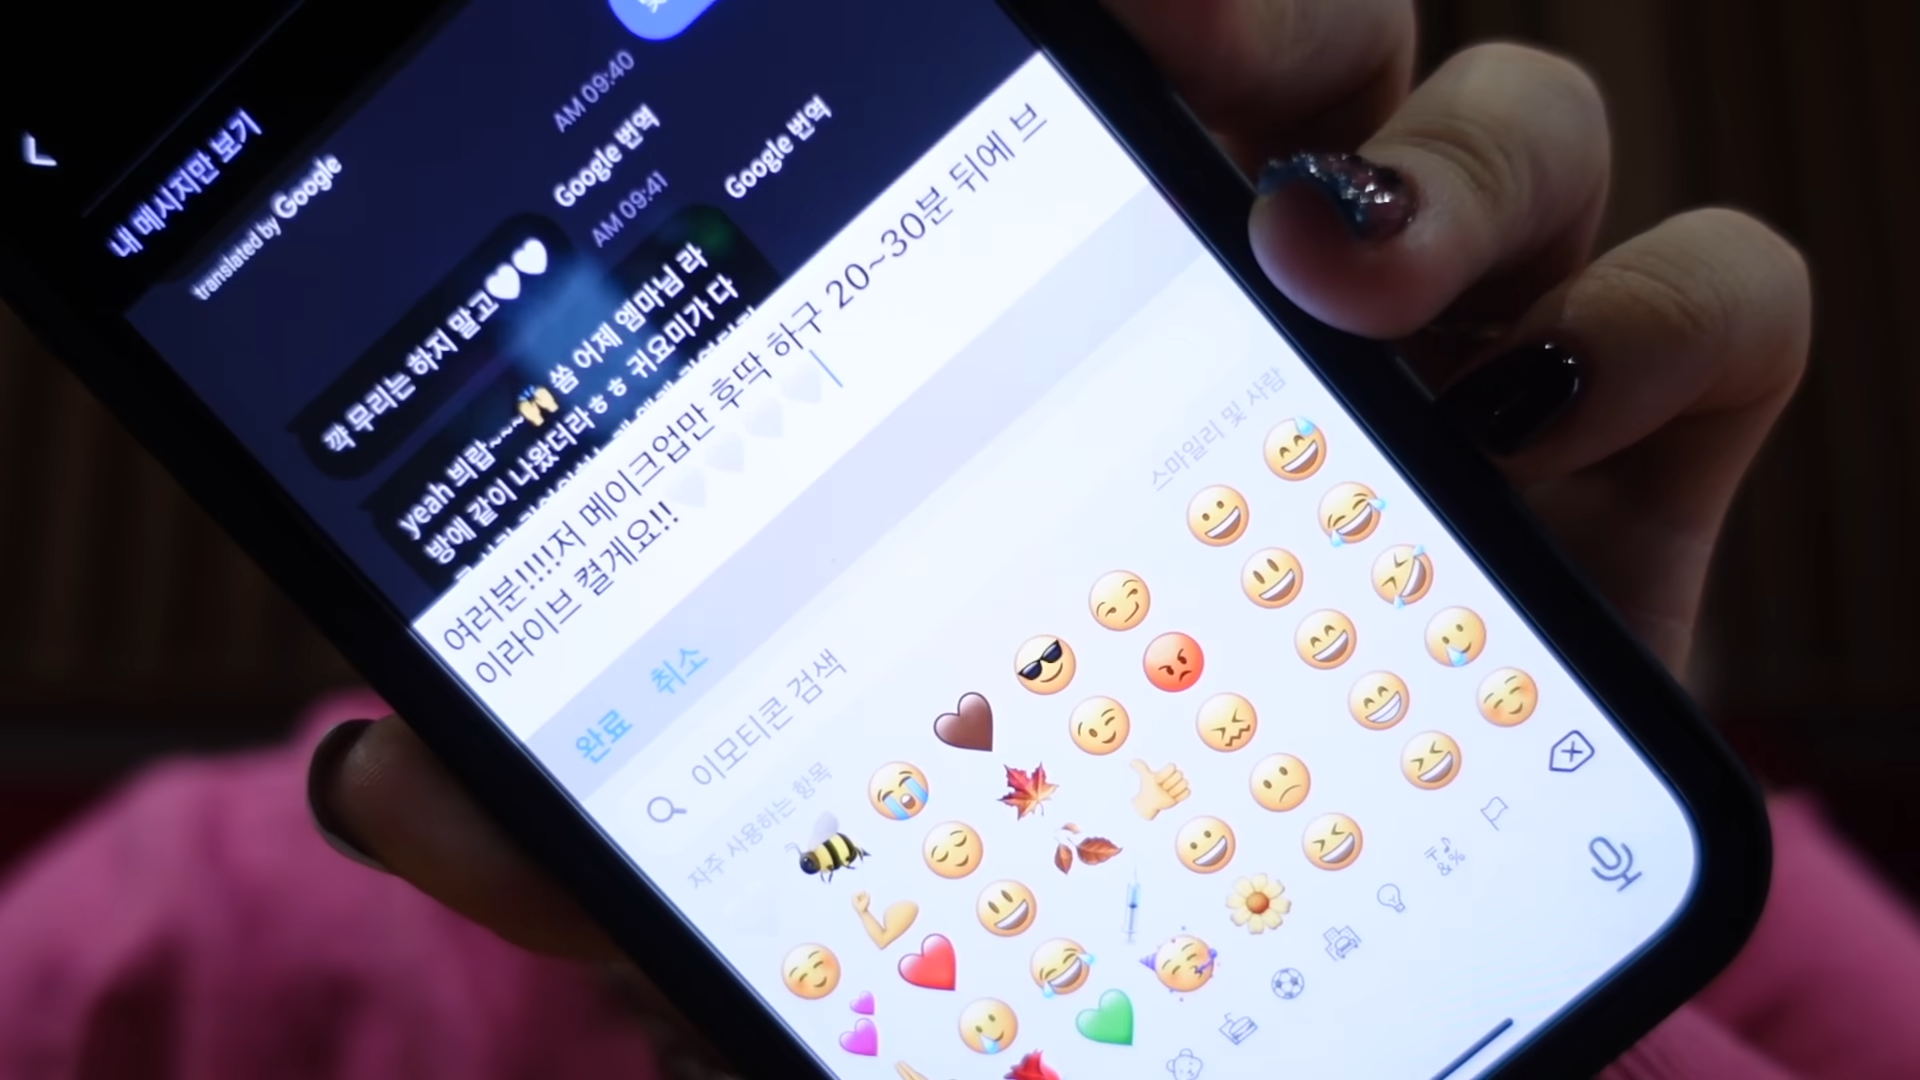 내 메시지만 보기
translated by Google
AM 09:40
Google 번역
깍 무리는 하지 말고🤍🤍
AM 09:41
Google 번역
yeah 븨랍~~~🙌 쏨 어제 엠마님 라
방에 같이 나왔더라ㅎㅎ 귀요미가 다
여러분!!!!저 메이크업만 후딱 하구 20~30분 뒤에 브
이라이브 켤게요!!🤍🤍🤍🤍
완료
취소
이모티콘 검색
자주 사용하는 항목
스마일리 및 사람